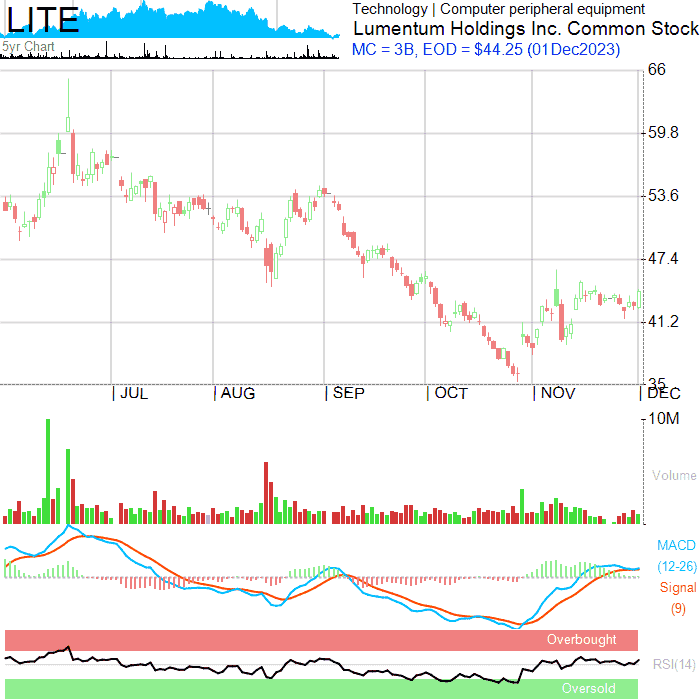 LITE
5yr Chart
Technology | Computer peripheral equipment
Lumentum Holdings Inc. Common Stock
MC = 3B, EOD = $44.25 (01Dec2023)
66
59.8
53.6
47.4
41.2
35
JUL AUG SEP OCT NOV DEC
10M
Volume
MACD
(12-26)
Signal
(9)
Overbought
RSI(14)
Oversold